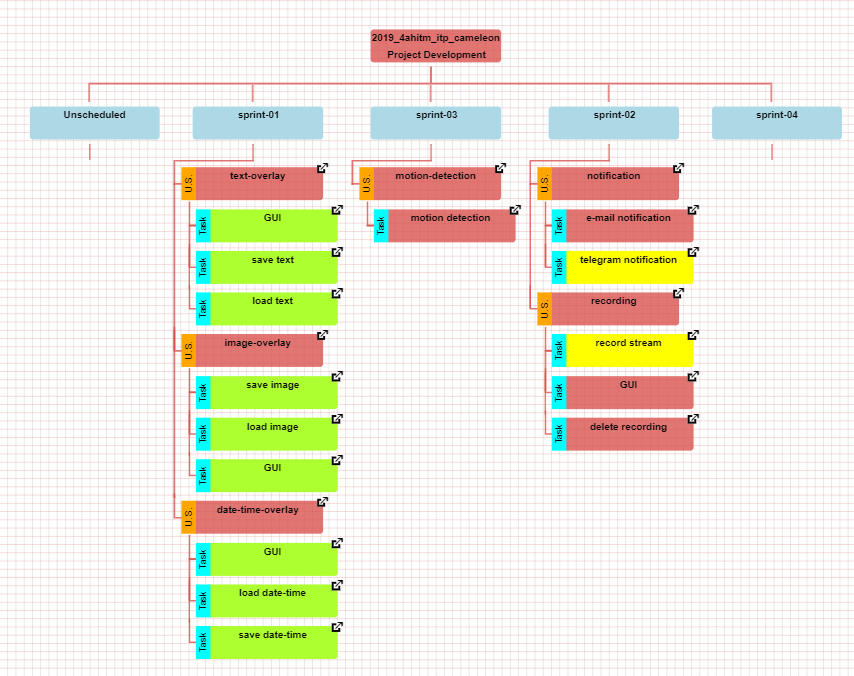 2019_4ahitm_itp_cameleon
Project Development
Unscheduled
sprint-01
sprint-03
sprint-02
sprint-04
U.S.
text-overlay
Task
GUI
Task
save text
Task
load text
U.S.
image-overlay
Task
save image
Task
load image
Task
GUI
U.S.
date-time-overlay
Task
GUI
Task
load date-time
Task
save date-time
U.S.
motion-detection
Task
motion detection
U.S.
notification
Task
e-mail notification
Task
telegram notification
U.S.
recording
Task
record stream
Task
GUI
Task
delete recording